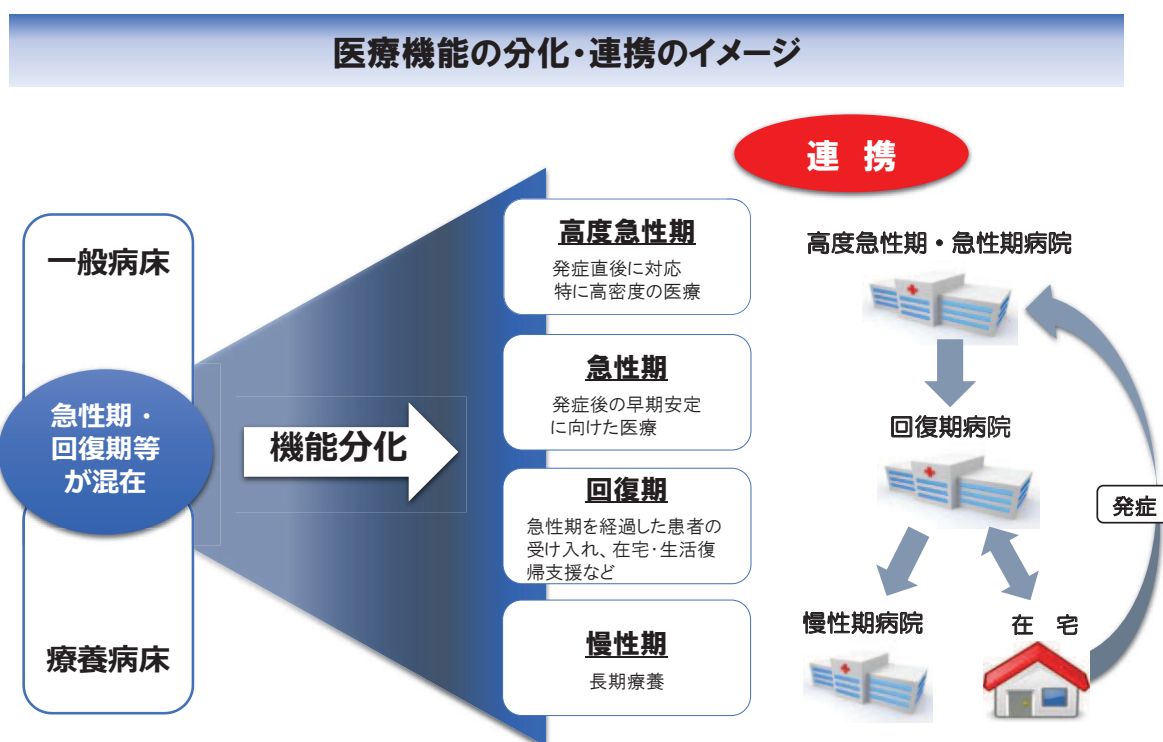 医療機能の分化・連携のイメージ
連 携
一般病床
急性期・
回復期等
が混在
療養病床
機能分化
高度急性期
発症直後に対応
特に高密度の医療
急性期
発症後の早期安定
に向けた医療
回復期
急性期を経過した患者の
受け入れ、在宅・生活復
帰支援など
慢性期
長期療養
高度急性期・急性期病院
回復期病院
発症
慢性期病院
在 宅